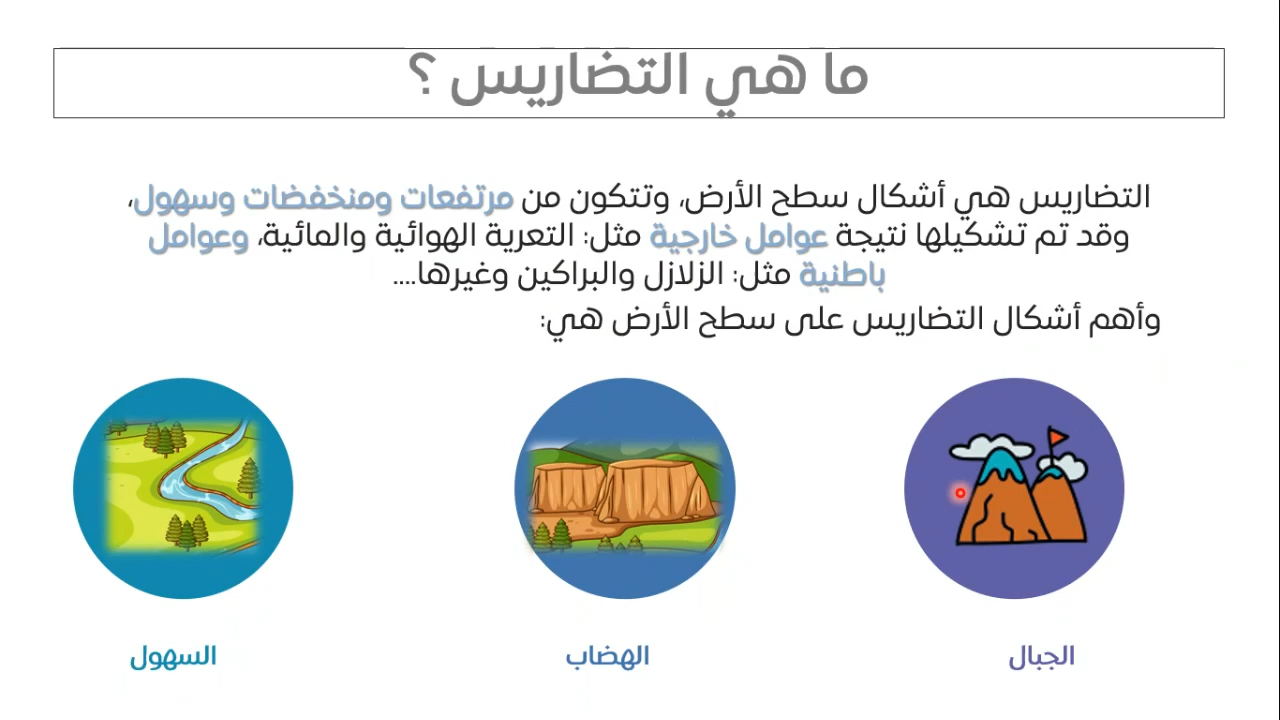 ما هي التضاريس ؟
التضاريس هي أشكال سطح الأرض، وتتكون من مرتفعات ومنخفضات وسهول،
وقد تم تشكيلها نتيجة عوامل خارجية مثل: التعرية الهوائية والمائية، وعوامل
باطنية مثل: الزلازل والبراكين وغيرها....
وأهم أشكال التضاريس على سطح الأرض هي:
الجبال
الهضاب
السهول